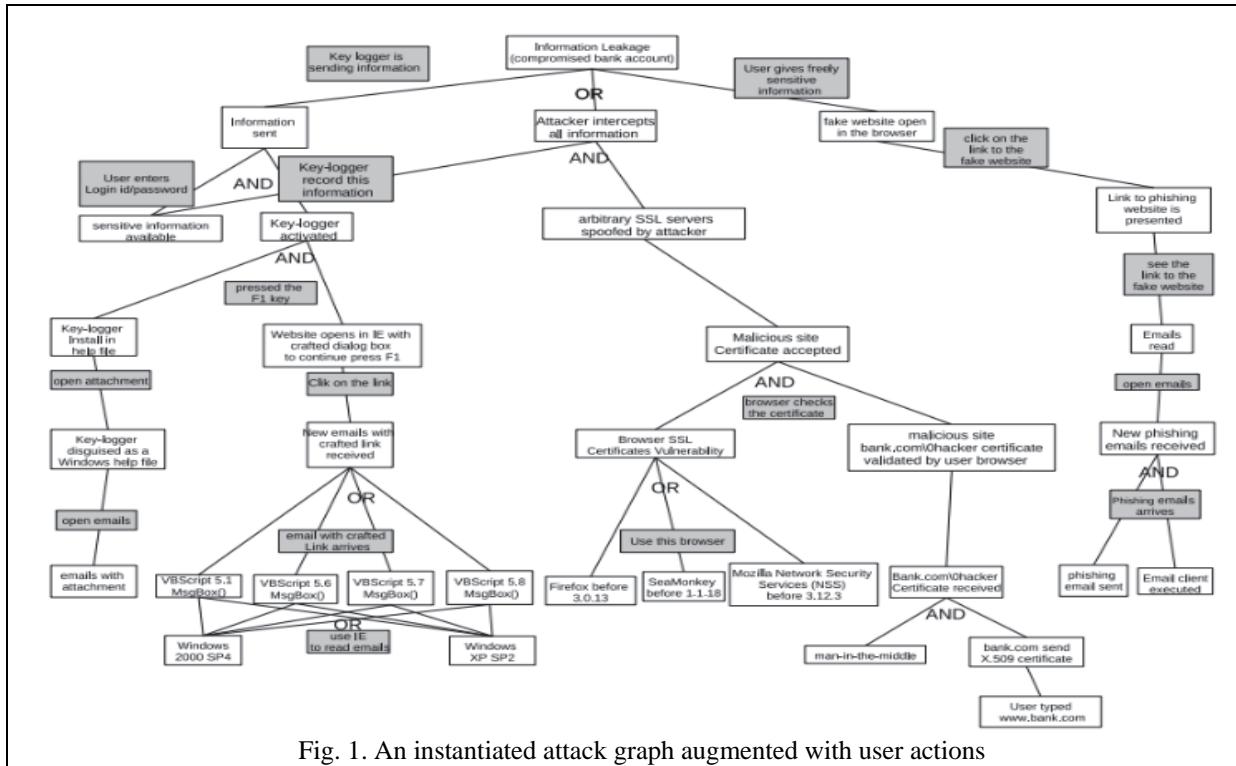 Information Leakage
(compromised bank account)
Key logger is
sending information
User gives freely
sensitive
information
OR
Information
sent
Attacker intercepts
all information
fake website open
in the browser
click on the
link to the
fake website
User enters
Login id/password
AND
Key-logger
record this
information
AND
sensitive information
available
Key-logger
activated
arbitrary SSL servers
spoofed by attacker
Link to phishing
website is
presented
AND
pressed the
F1 key
see the
link to the
fake website
Key-logger
Install in
help file
Website opens in IE with
crafted dialog box
to continue press F1
Malicious site
Certificate accepted
Emails
read
open attachment
Clik on the link
AND
browser checks
the certificate
open emails
Key-logger
disguised as a
Windows help file
New emails with
crafted link
received
Browser SSL
Certificates Vulnerability
malicious site
bank.com\0hacker certificate
validated by user browser
New phishing
emails received
OR
OR
AND
open emails
email with crafted
Link arrives
Use this browser
Phishing emails
arrives
emails with
attachment
VBScript 5.1
MsgBox()
VBScript 5.6
MsgBox()
VBScript 5.7
MsgBox()
VBScript 5.8
MsgBox()
Firefox before
3.0.13
SeaMonkey
before 1-1-18
Mozilla Network Security
Services (NSS)
before 3.12.3
Bank.com\0hacker
Certificate received
phishing
email sent
Email client
executed
OR
use IE
to read emails
AND
Windows
2000 SP4
Windows
XP SP2
man-in-the-middle
bank.com send
X.509 certificate
User typed
www.bank.com
Fig. 1. An instantiated attack graph augmented with user actions